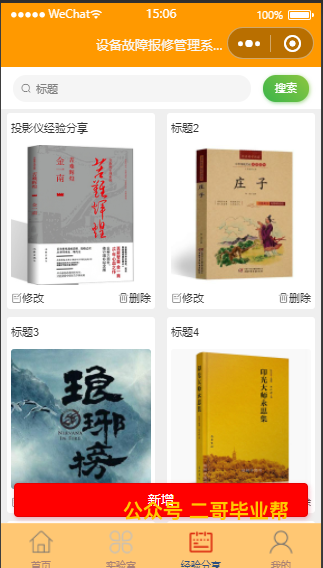 WeChat
15:06
100%
设备故障报修管理系...
标题
搜索
投影仪经验分享
标题2
金一南
苦难辉煌
庄子
修改
删除
修改
删除
标题3
标题4
琅琊榜
NIRVANA IN FIRE
印光大师永思集
新增
公众号 二哥毕业帮
首页
实验室
经验分享
我的